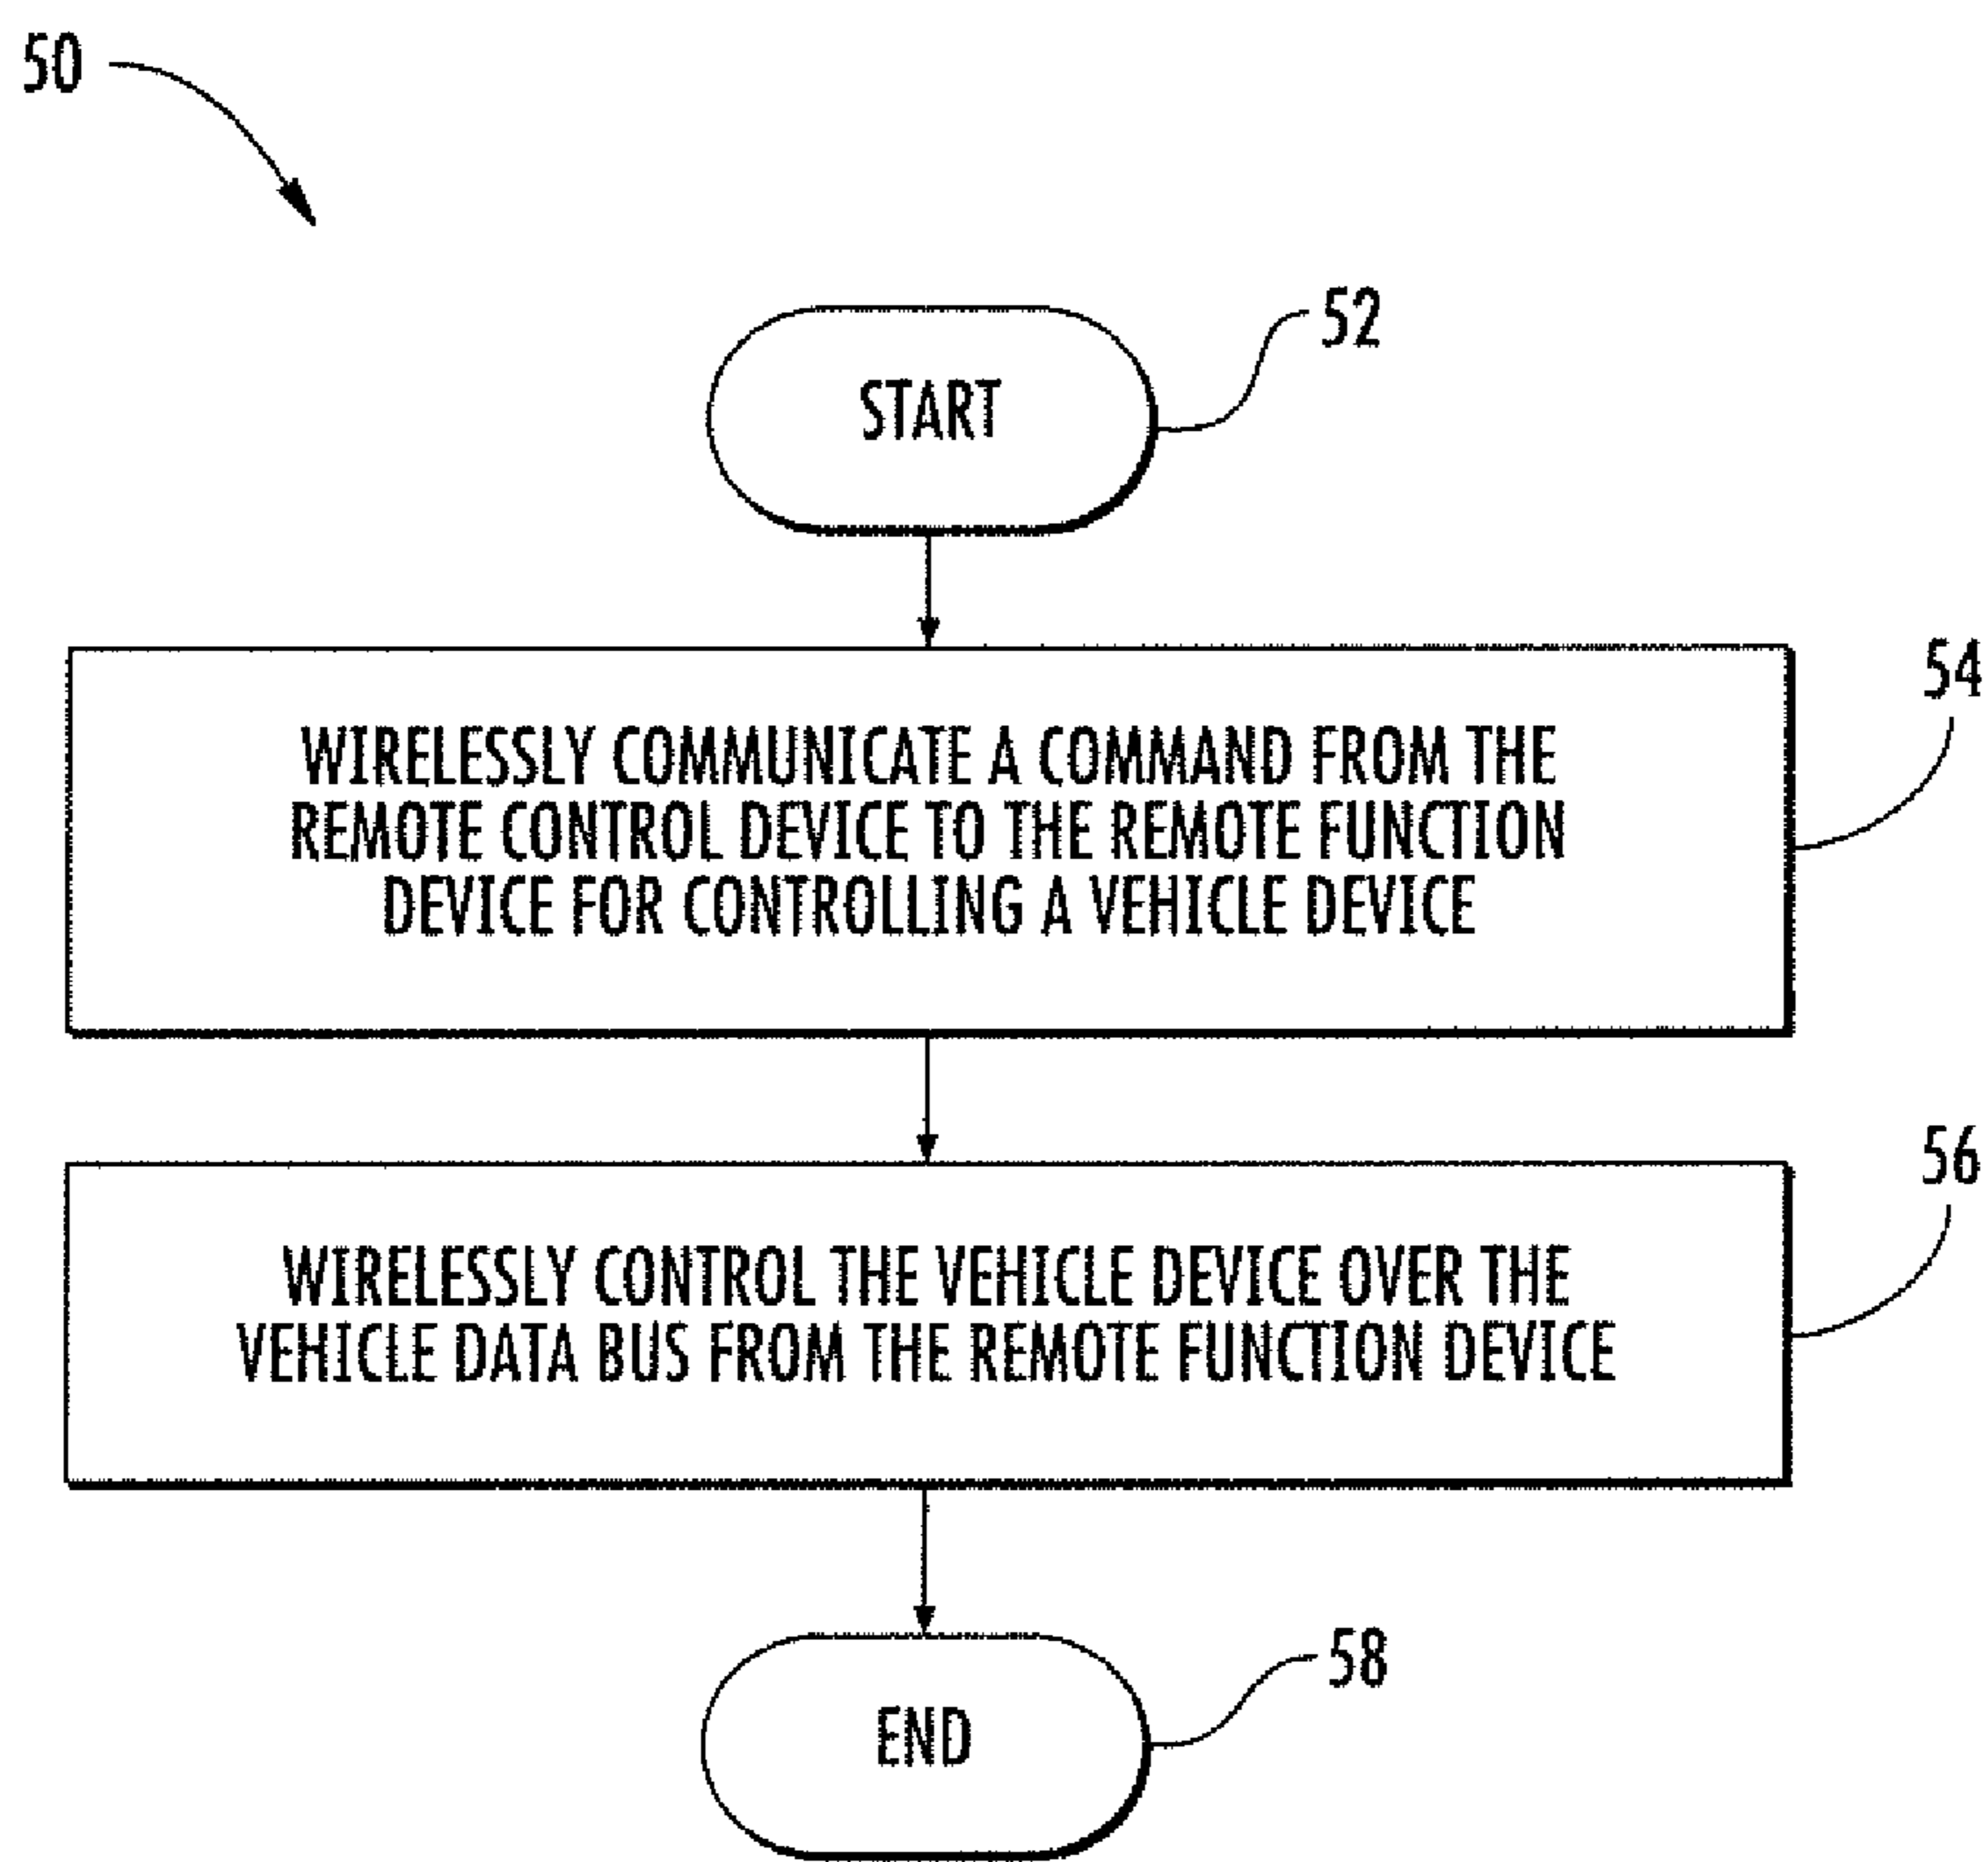 50
52
START
54
WIRELESSLY COMMUNICATE A COMMAND FROM THE
REMOTE CONTROL DEVICE TO THE REMOTE FUNCTION
DEVICE FOR CONTROLLING A VEHICLE DEVICE
56
WIRELESSLY CONTROL THE VEHICLE DEVICE OVER THE
VEHICLE DATA BUS FROM THE REMOTE FUNCTION DEVICE
58
END